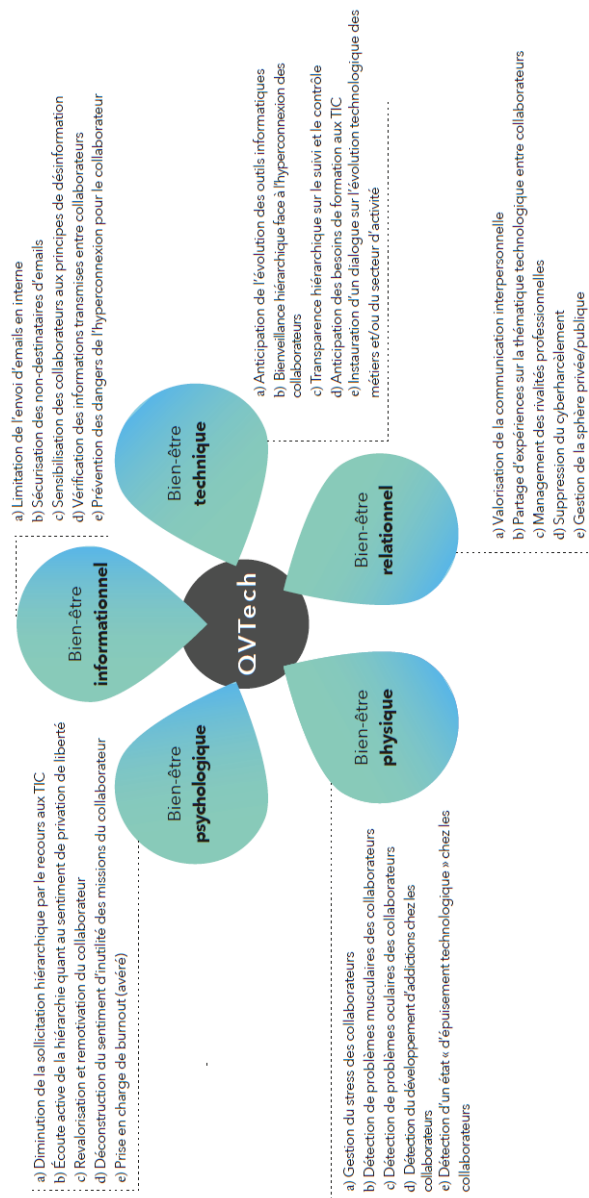 a) Diminution de la sollicitation hiérarchique par le recours aux TIC
b) Écoute active de la hiérarchie quant au sentiment de privation de liberté
c) Revalorisation et remotivation du collaborateur
d) Déconstruction du sentiment d'inutilité des missions du collaborateur
e) Prise en charge de burnout (avéré)
a) Limitation de l'envoi d'emails en interne
b) Sécurisation des non-destinataires d'emails
c) Sensibilisation des collaborateurs aux principes de désinformation
d) Vérification des informations transmises entre collaborateurs
e) Prévention des dangers de l'hyperconnexion pour le collaborateur
Bien-être
informationnel
Bien-être
psychologique
Bien-être
technique
QVTech
Bien-être
physique
Bien-être
relationnel
a) Anticipation de l'évolution des outils informatiques
b) Bienveillance hiérarchique face à l'hyperconnexion des
collaborateurs
c) Transparence hiérarchique sur le suivi et le contrôle
d) Anticipation des besoins de formation aux TIC
e) Instauration d'un dialogue sur l'évolution technologique des
métiers et/ou du secteur d'activité
a) Gestion du stress des collaborateurs
b) Détection de problèmes musculaires des collaborateurs
c) Détection de problèmes oculaires des collaborateurs
d) Détection du développement d'addictions chez les
collaborateurs
e) Détection d'un état « d'épuisement technologique » chez les
collaborateurs
a) Valorisation de la communication interpersonnelle
b) Partage d'expériences sur la thématique technologique entre collaborateurs
c) Management des rivalités professionnelles
d) Suppression du cyberharcèlement
e) Gestion de la sphère privée/publique